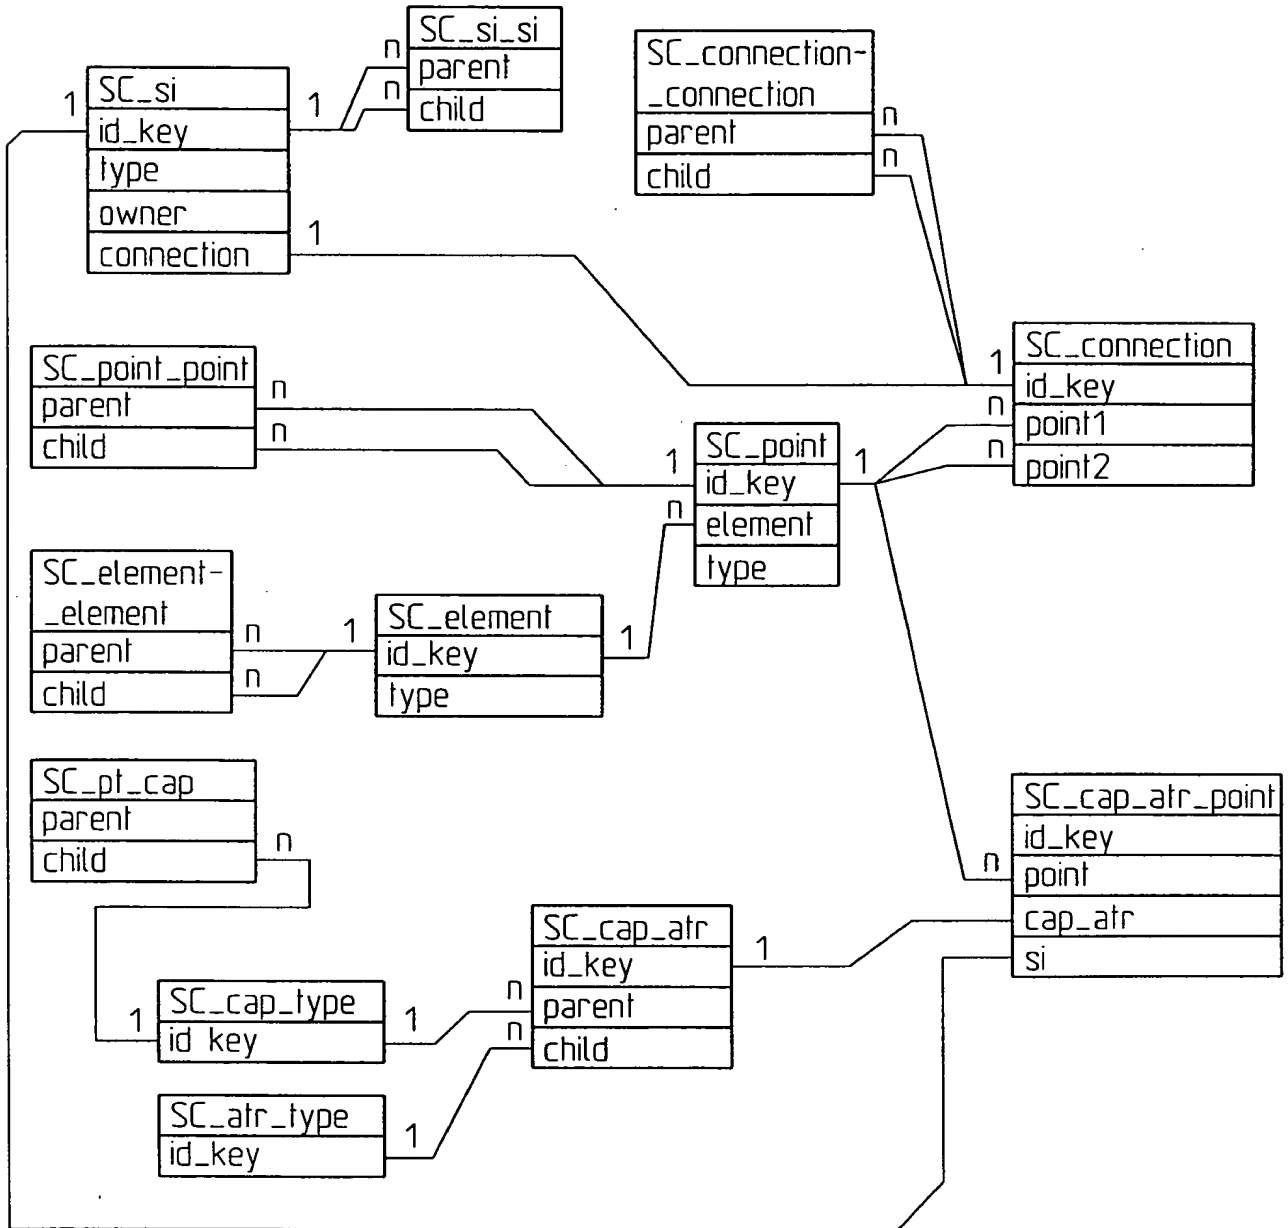 SC_si_si
n
parent
n
child
SC_connection-
_connection
parent
n
child
n
1
SC_si
id_key
1
type
owner
connection
1
SC_point_point
parent
n
child
n
SC_connection
1
id_key
n
point1
n
point2
SC_point
1
id_key
1
n
element
type
SC_element-
_element
parent
n
child
n
SC_element
1
id_key
1
type
SC_pt_cap
parent
child
n
SC_cap_atr_point
id_key
n
point
cap_atr
si
SC_cap_atr
id_key
1
n
parent
n
child
SC_cap_type
1
id key
1
SC_atr_type
id_key
1